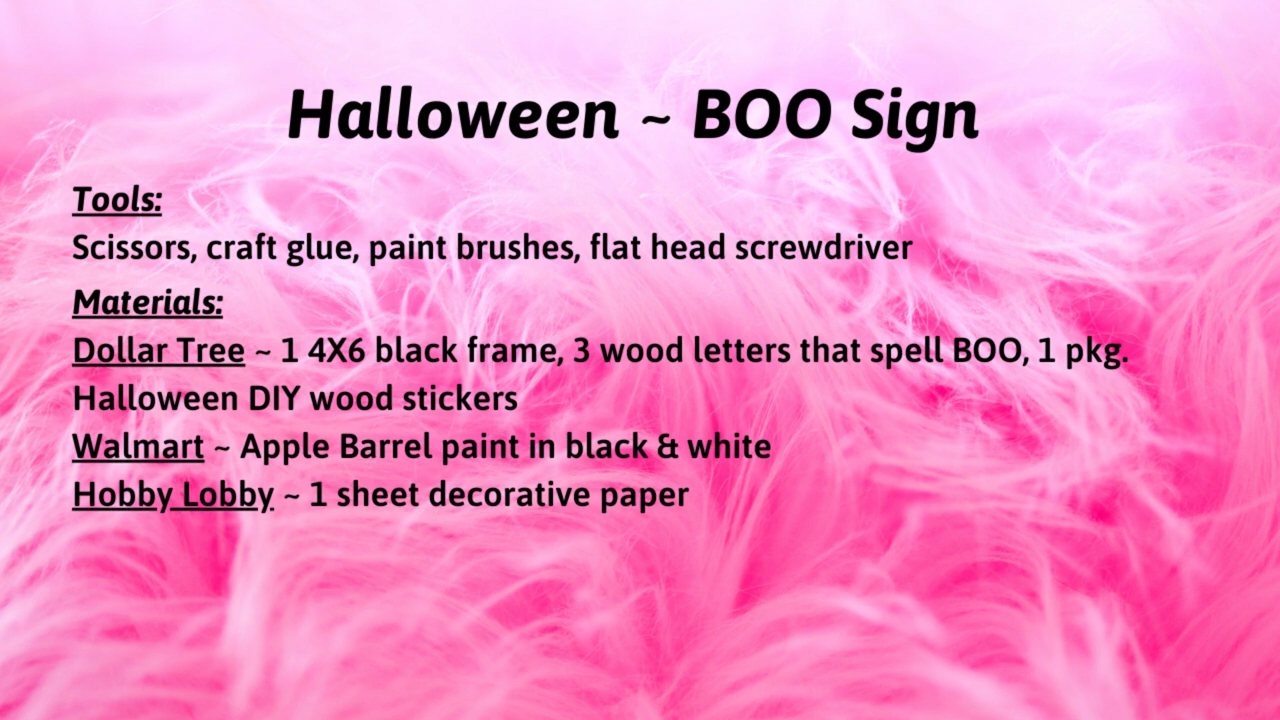 Halloween ~ BOO Sign
Tools:
Scissors, craft glue, paint brushes, flat head screwdriver
Materials:
Dollar Tree ~ 1 4X6 black frame, 3 wood letters that spell BOO, 1 pkg.
Halloween DIY wood stickers
Walmart ~ Apple Barrel paint in black & white
Hobby Lobby ~ 1 sheet decorative paper